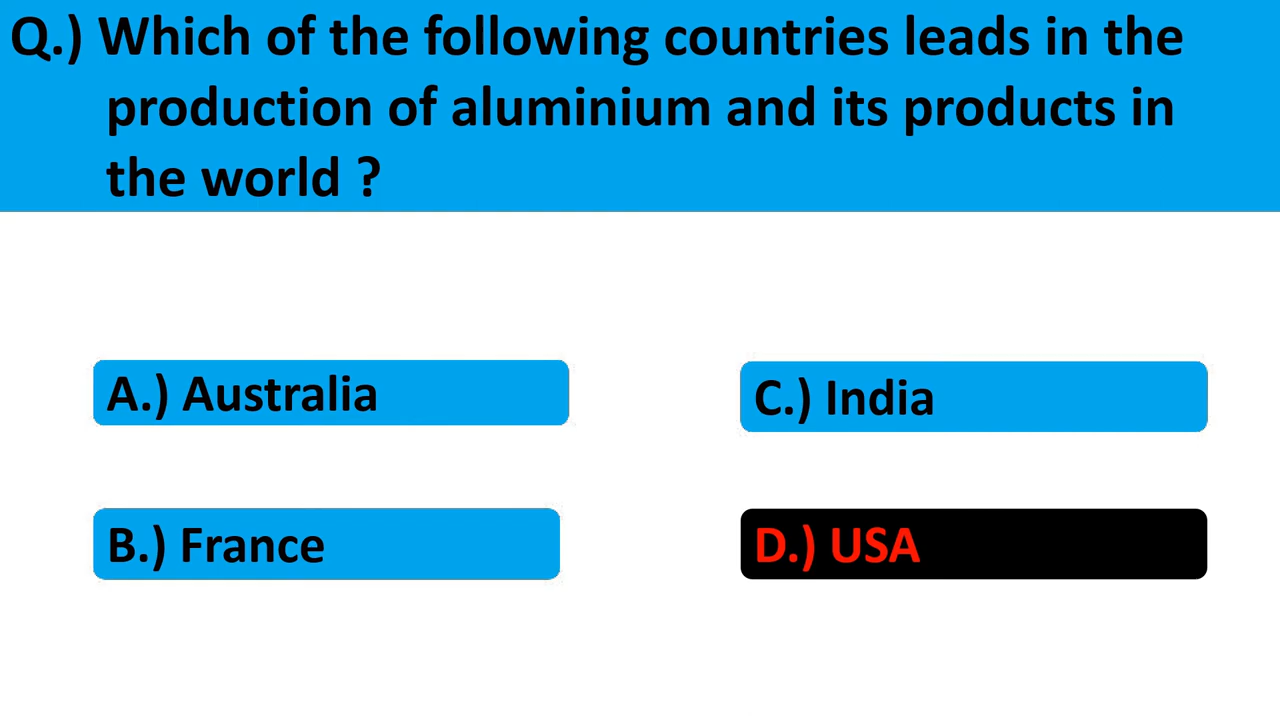 Q.) Which of the following countries leads in the
production of aluminium and its products in
the world ?
A.) Australia
C.) India
B.) France
D.) USA